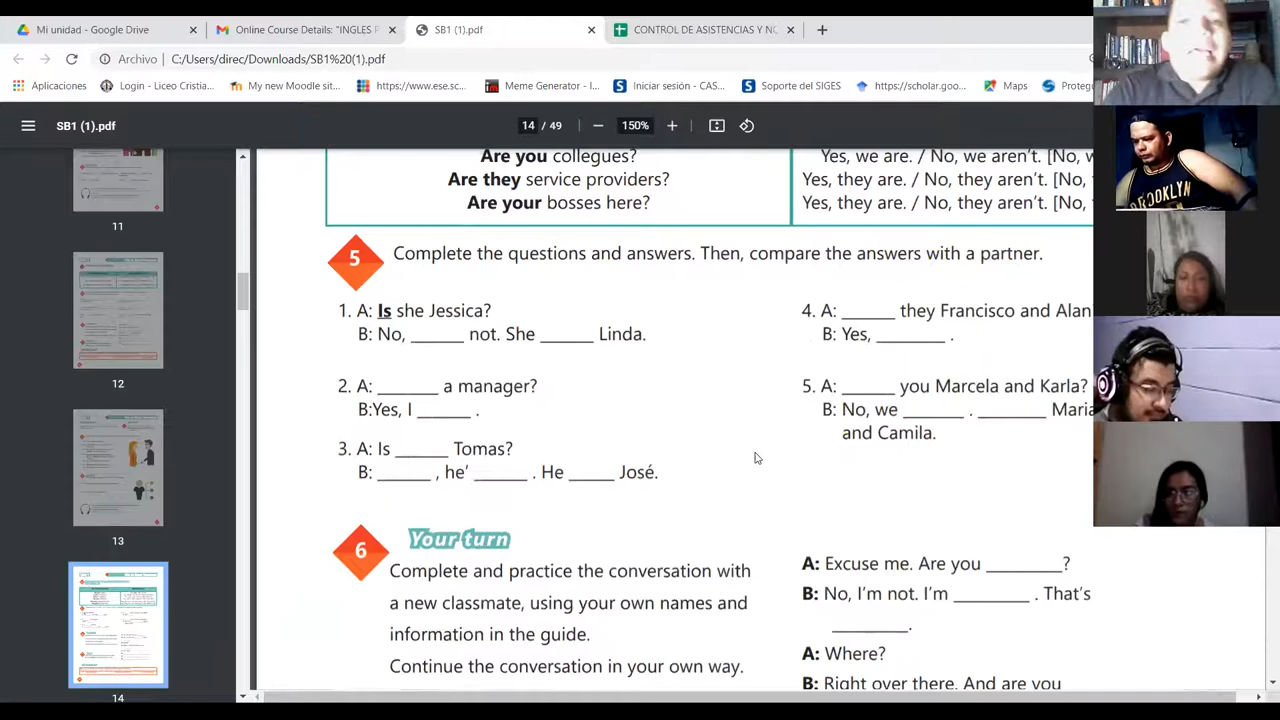 Mi unidad - Google Drive
Online Course Details: "INGLES F
SB1 (1).pdf
CONTROL DE ASISTENCIAS Y NO
Archivo
C:/Users/direc/Downloads/SB1%20(1).pdf
Aplicaciones
Login - Liceo Cristia...
My new Moodle sit...
https://www.ese.sc...
Meme Generator - I...
Iniciar sesión - CAS...
Soporte del SIGES
https://scholar.goo...
Maps
Proteg
SB1 (1).pdf
14 / 49
150%
11
12
13
14
Are you collegues?
Yes, we are. / No, we aren't. [No, w
Are they service providers?
Yes, they are. / No, they aren't. [No,
Are your bosses here?
Yes, they are. / No, they aren't. [No,
5
Complete the questions and answers. Then, compare the answers with a partner.
1. A: Is she Jessica?
B: No, ______ not. She ______ Linda.
2. A: _______ a manager?
B:Yes, I ______ .
3. A: Is ______ Tomas?
B: ______ , he' ______ . He _____ José.
4. A: ______ they Francisco and Alan
B: Yes, ________ .
5. A: ______ you Marcela and Karla?
B: No, we _______ . ________ Maria
and Camila.
6
Your turn
Complete and practice the conversation with
a new classmate, using your own names and
information in the guide.
Continue the conversation in your own way.
A: Excuse me. Are you _________?
B: No, I'm not. I'm _________ . That's
_________.
A: Where?
B: Right over there. And are you
BROOKLYN